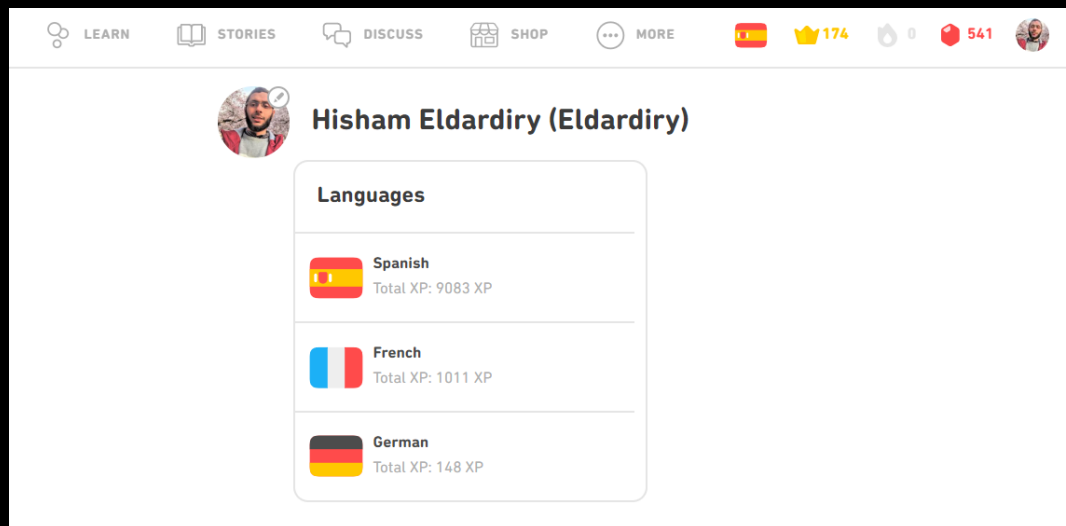 LEARN STORIES DISCUSS SHOP MORE 174 0 541
Hisham Eldardiry (Eldardiry)
Languages
Spanish
Total XP: 9083 XP
French
Total XP: 1011 XP
German
Total XP: 148 XP